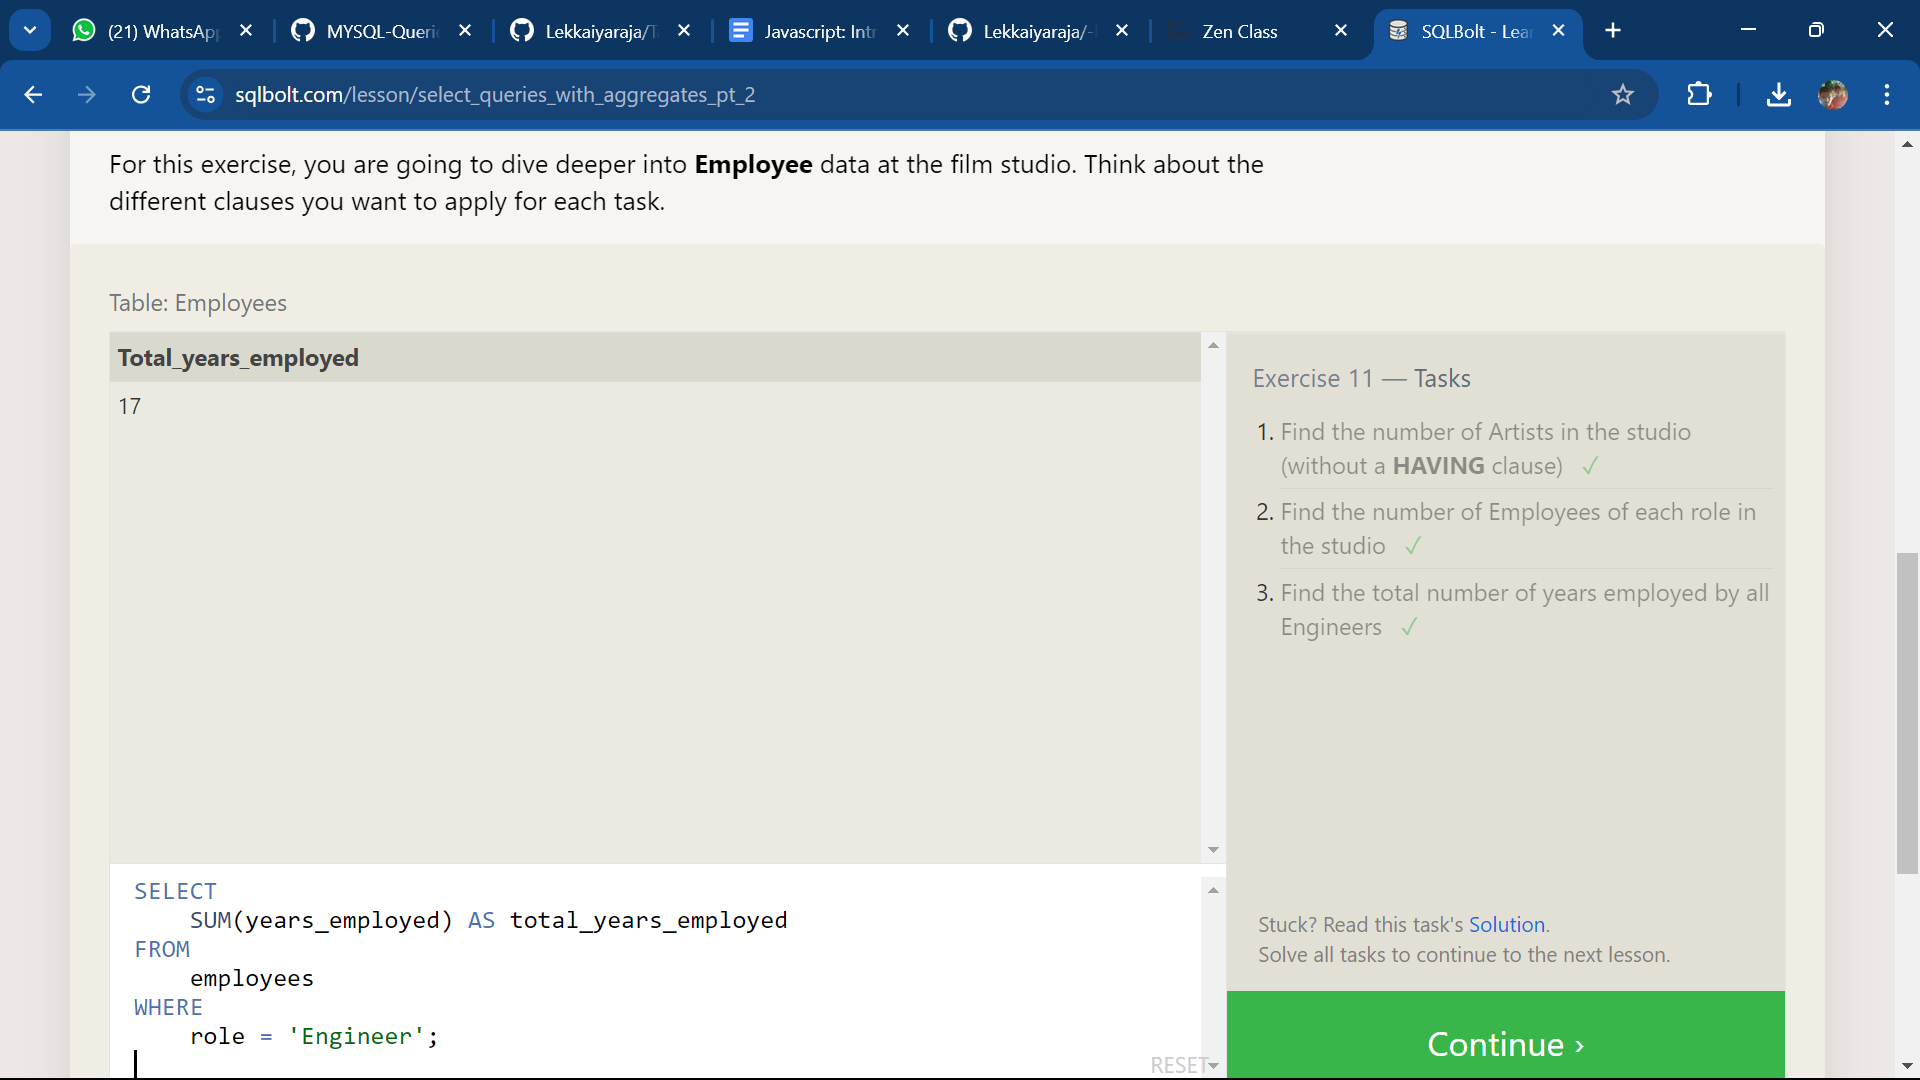 (21) WhatsApp
MYSQL-Queri
Lekkaiyaraja/T
Javascript: Intr
Lekkaiyaraja/-
Zen Class
SQLBolt - Lear
sqlbolt.com/lesson/select_queries_with_aggregates_pt_2
For this exercise, you are going to dive deeper into Employee data at the film studio. Think about the
different clauses you want to apply for each task.
Table: Employees
Total_years_employed
17
Exercise 11 — Tasks
1. Find the number of Artists in the studio
(without a HAVING clause) ✓
2. Find the number of Employees of each role in
the studio ✓
3. Find the total number of years employed by all
Engineers ✓
SELECT
SUM(years_employed) AS total_years_employed
FROM
employees
WHERE
role = 'Engineer';
RESET
Stuck? Read this task's Solution.
Solve all tasks to continue to the next lesson.
Continue ›